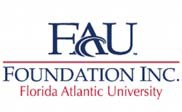 FAU
FOUNDATION INC.
Florida Atlantic University